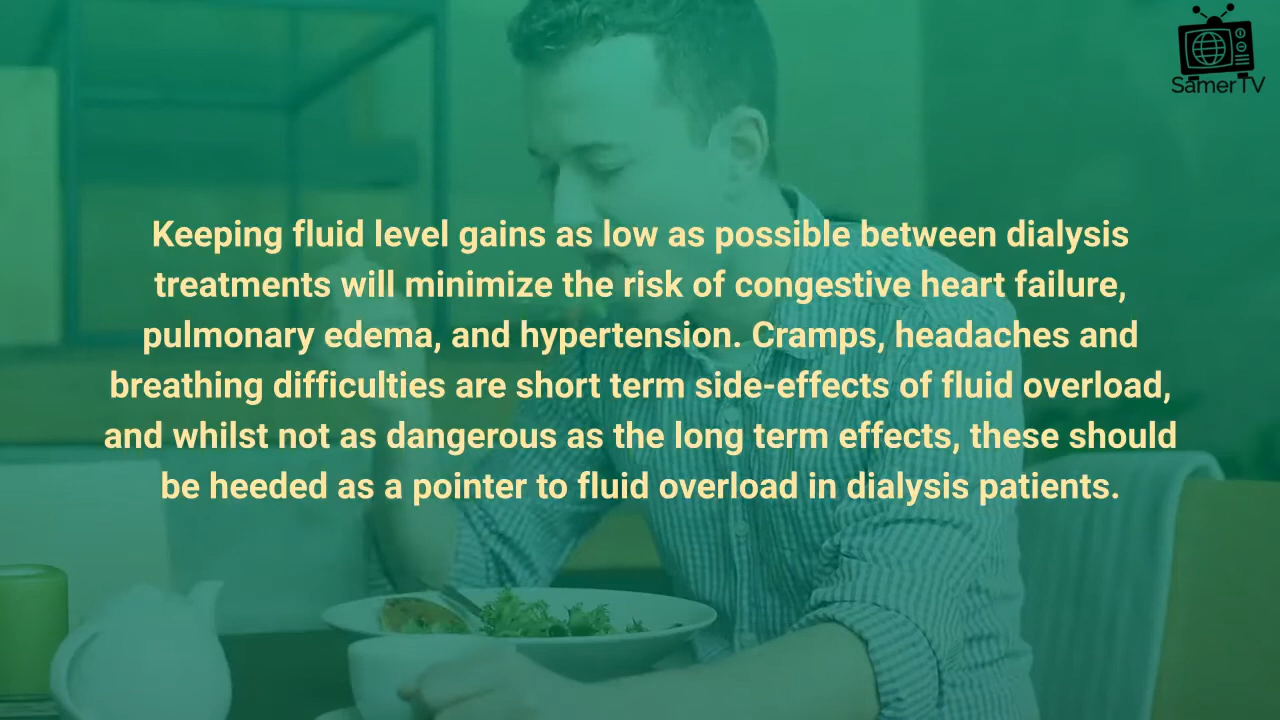 SamerTV
Keeping fluid level gains as low as possible between dialysis
treatments will minimize the risk of congestive heart failure,
pulmonary edema, and hypertension. Cramps, headaches and
breathing difficulties are short term side-effects of fluid overload,
and whilst not as dangerous as the long term effects, these should
be heeded as a pointer to fluid overload in dialysis patients.